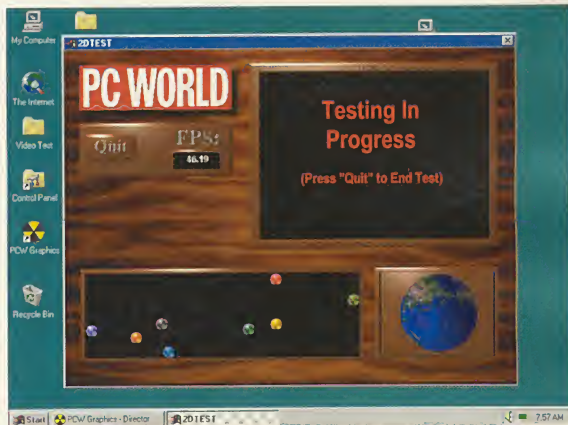 My Computer
2DTEST
PC WORLD
The Internet
Quit
FPS:
46.19
Testing In
Progress
(Press "Quit" to End Test)
Video Test
Control Panel
PCW Graphics
Recycle Bin
Start
PCW Graphics - Director
2DTEST
7:57 AM